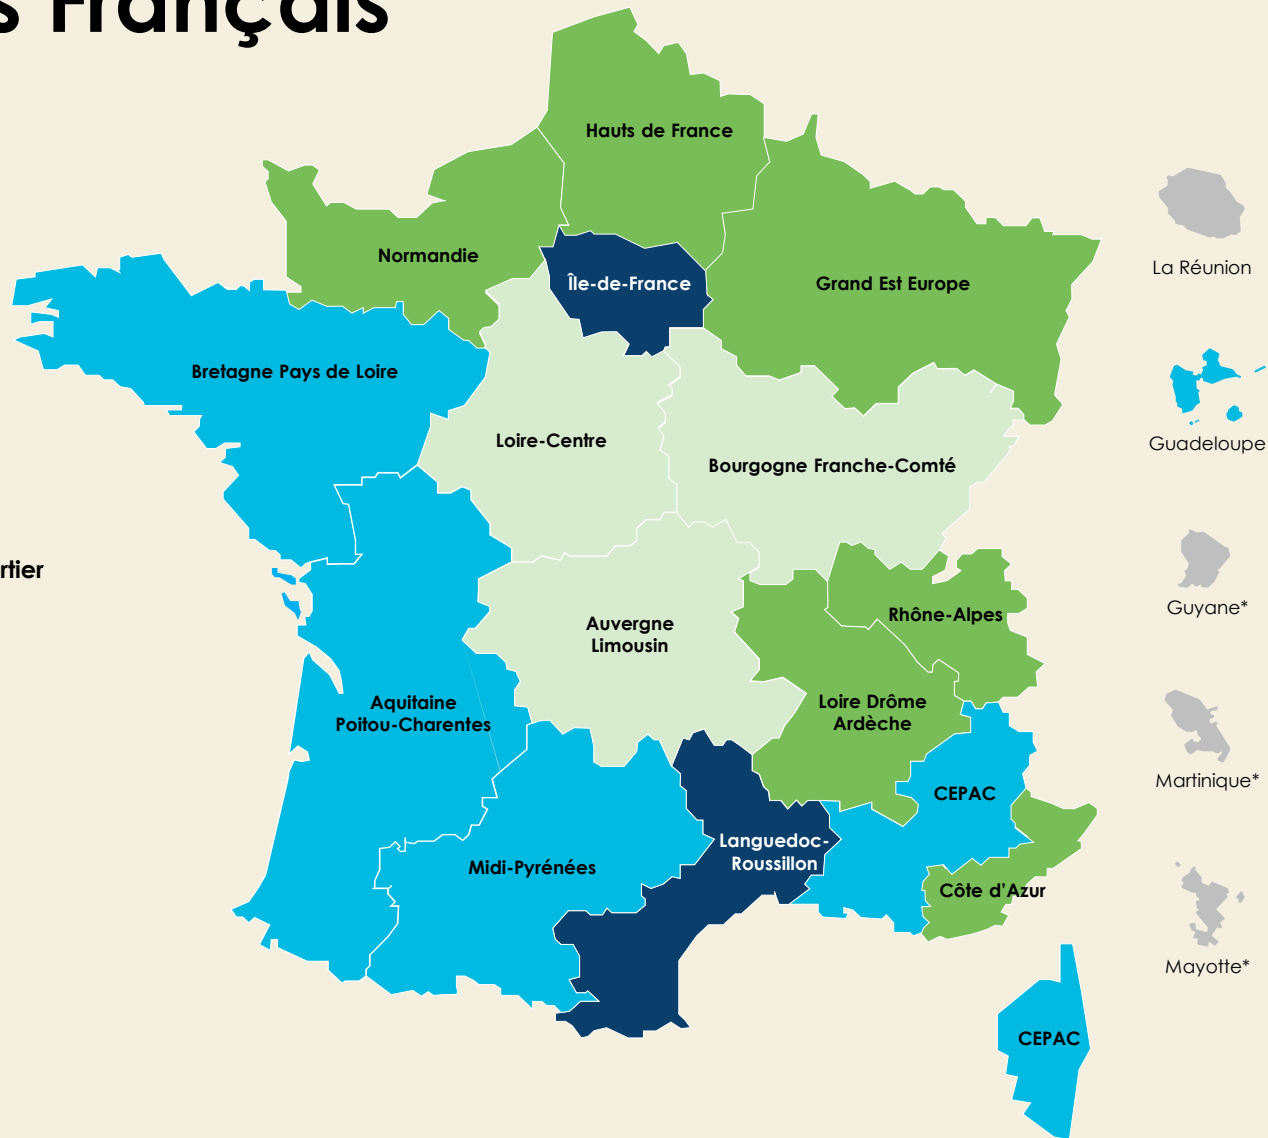 s Français
Hauts de France
Normandie
Île-de-France
Grand Est Europe
La Réunion
Bretagne Pays de Loire
Loire-Centre
Guadeloupe
Bourgogne Franche-Comté
rtier
Guyane*
Rhône-Alpes
Auvergne
Limousin
Aquitaine
Poitou-Charentes
Loire Drôme
Ardèche
CEPAC
Martinique*
Languedoc-
Roussillon
Midi-Pyrénées
Côte d'Azur
Mayotte*
CEPAC